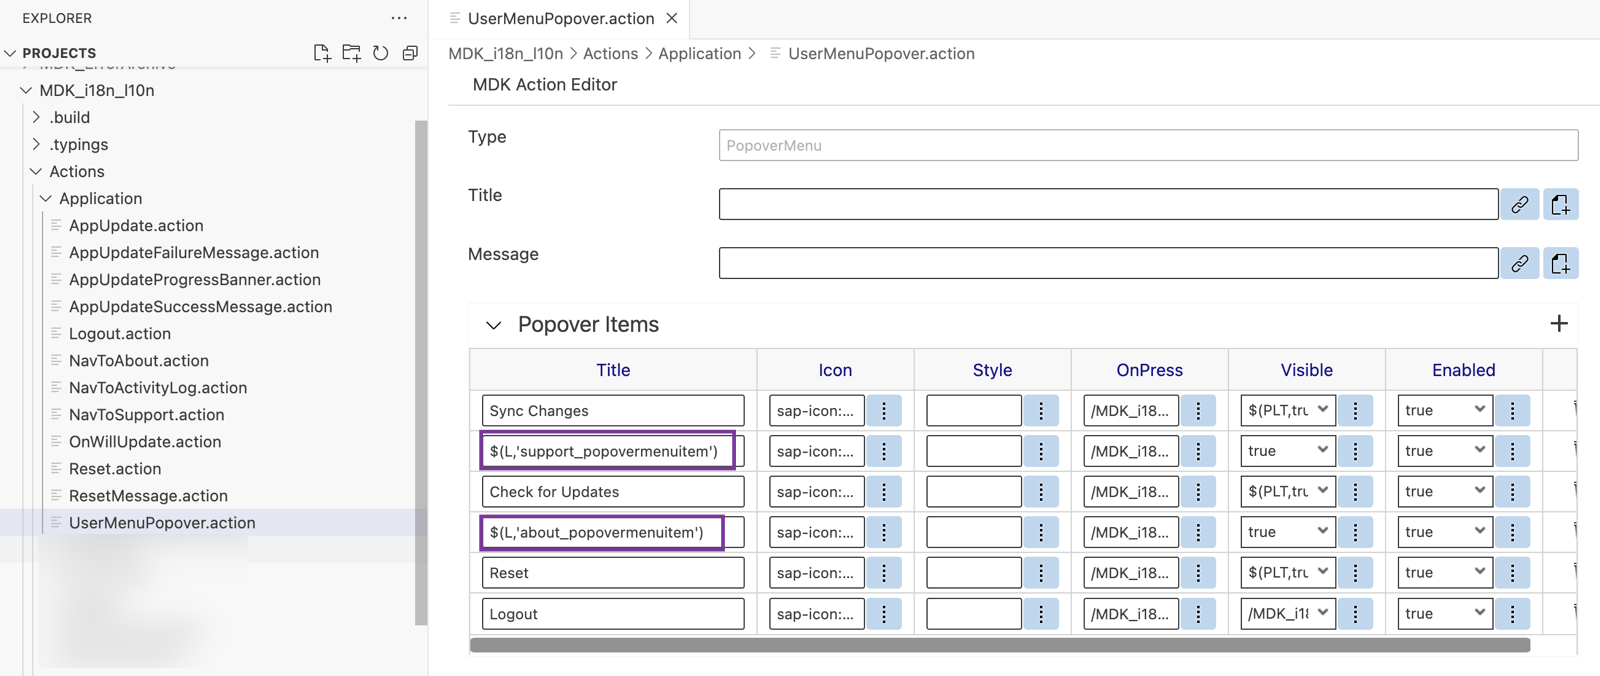 EXPLORER
PROJECTS
MDK_i18n_l10n
.build
.typings
Actions
Application
AppUpdate.action
AppUpdateFailureMessage.action
AppUpdateProgressBanner.action
AppUpdateSuccessMessage.action
Logout.action
NavToAbout.action
NavToActivityLog.action
NavToSupport.action
OnWillUpdate.action
Reset.action
ResetMessage.action
UserMenuPopover.action
UserMenuPopover.action
MDK_i18n_l10n > Actions > Application > UserMenuPopover.action
MDK Action Editor
Type
PopoverMenu
Title
Message
Popover Items
Title Icon Style OnPress Visible Enabled
Sync Changes sap-icon:... /MDK_i18... $(PLT,tru true
$(L,'support_popovermenuitem') sap-icon:... /MDK_i18... true true
Check for Updates sap-icon:... /MDK_i18... $(PLT,tru true
$(L,'about_popovermenuitem') sap-icon:... /MDK_i18... true true
Reset sap-icon:... /MDK_i18... $(PLT,tru true
Logout sap-icon:... /MDK_i18... /MDK_i18 true